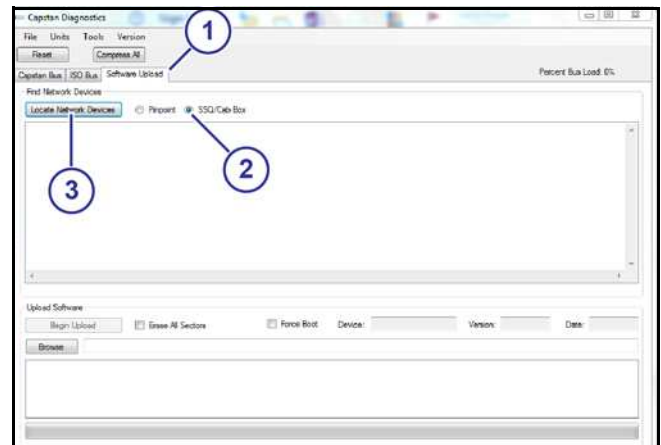 Capstan Diagnostics
File Units Tools Version
1
Reset Compress All
Capstan Bus ISO Bus Software Upload
Percent Bus Load: 0%
Find Network Devices
Locate Network Devices Pinpoint SSQ/Cab Box
2
3
Upload Software
Begin Upload Erase All Sectors Force Boot Device: Version: Date:
Browse